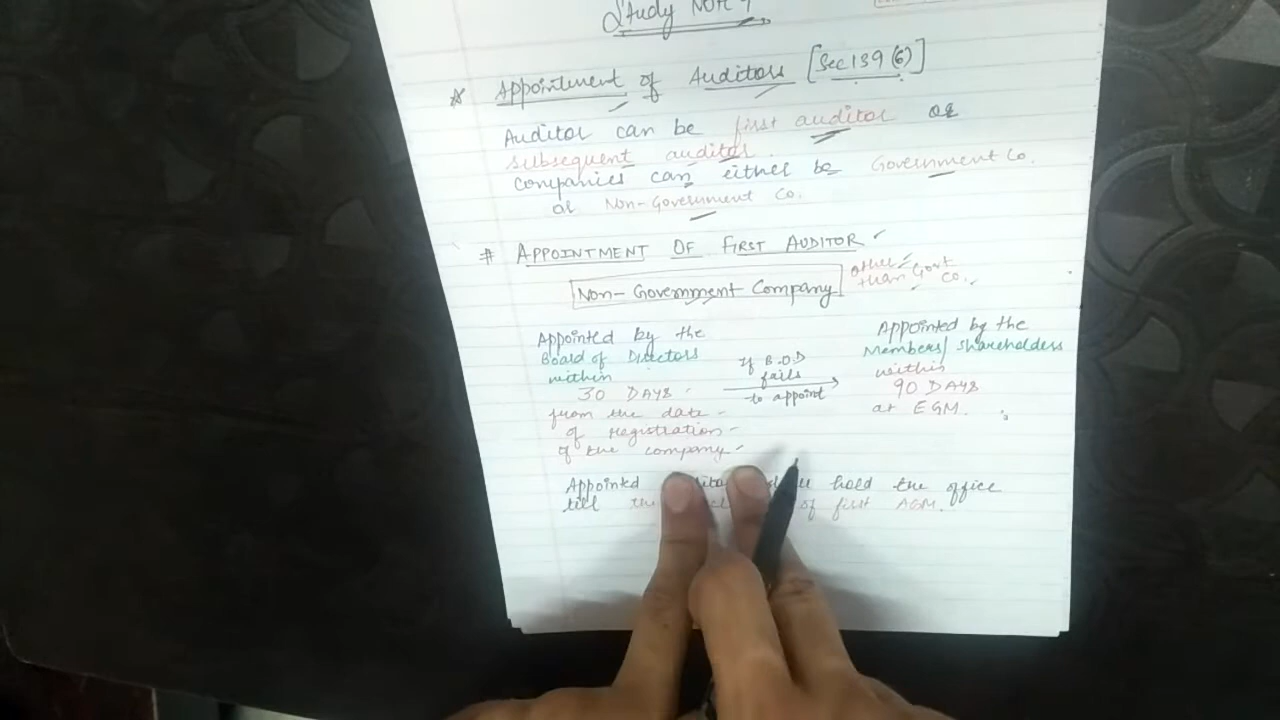 Study Note
* Appointment of Auditors [Sec 139 (6)]
Auditor can be first auditor or
subsequent auditor.
Companies can either be Government Co.
or Non-Government Co.
# APPOINTMENT OF FIRST AUDITOR
Non-Government Company other than Govt Co.
Appointed by the
Board of Directors
within
30 DAYS
from the date
of registration
of the company
If B.O.D
fails
to appoint
Appointed by the
Members/Shareholders
within
90 DAYS
at EGM.
Appointed hold the office
till of first AGM.